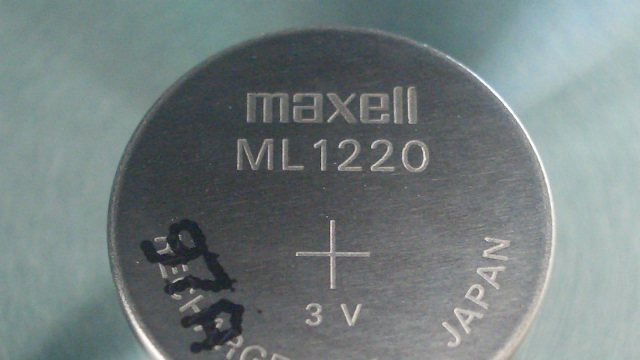 maxell
ML1220
+
3 V
JAPAN